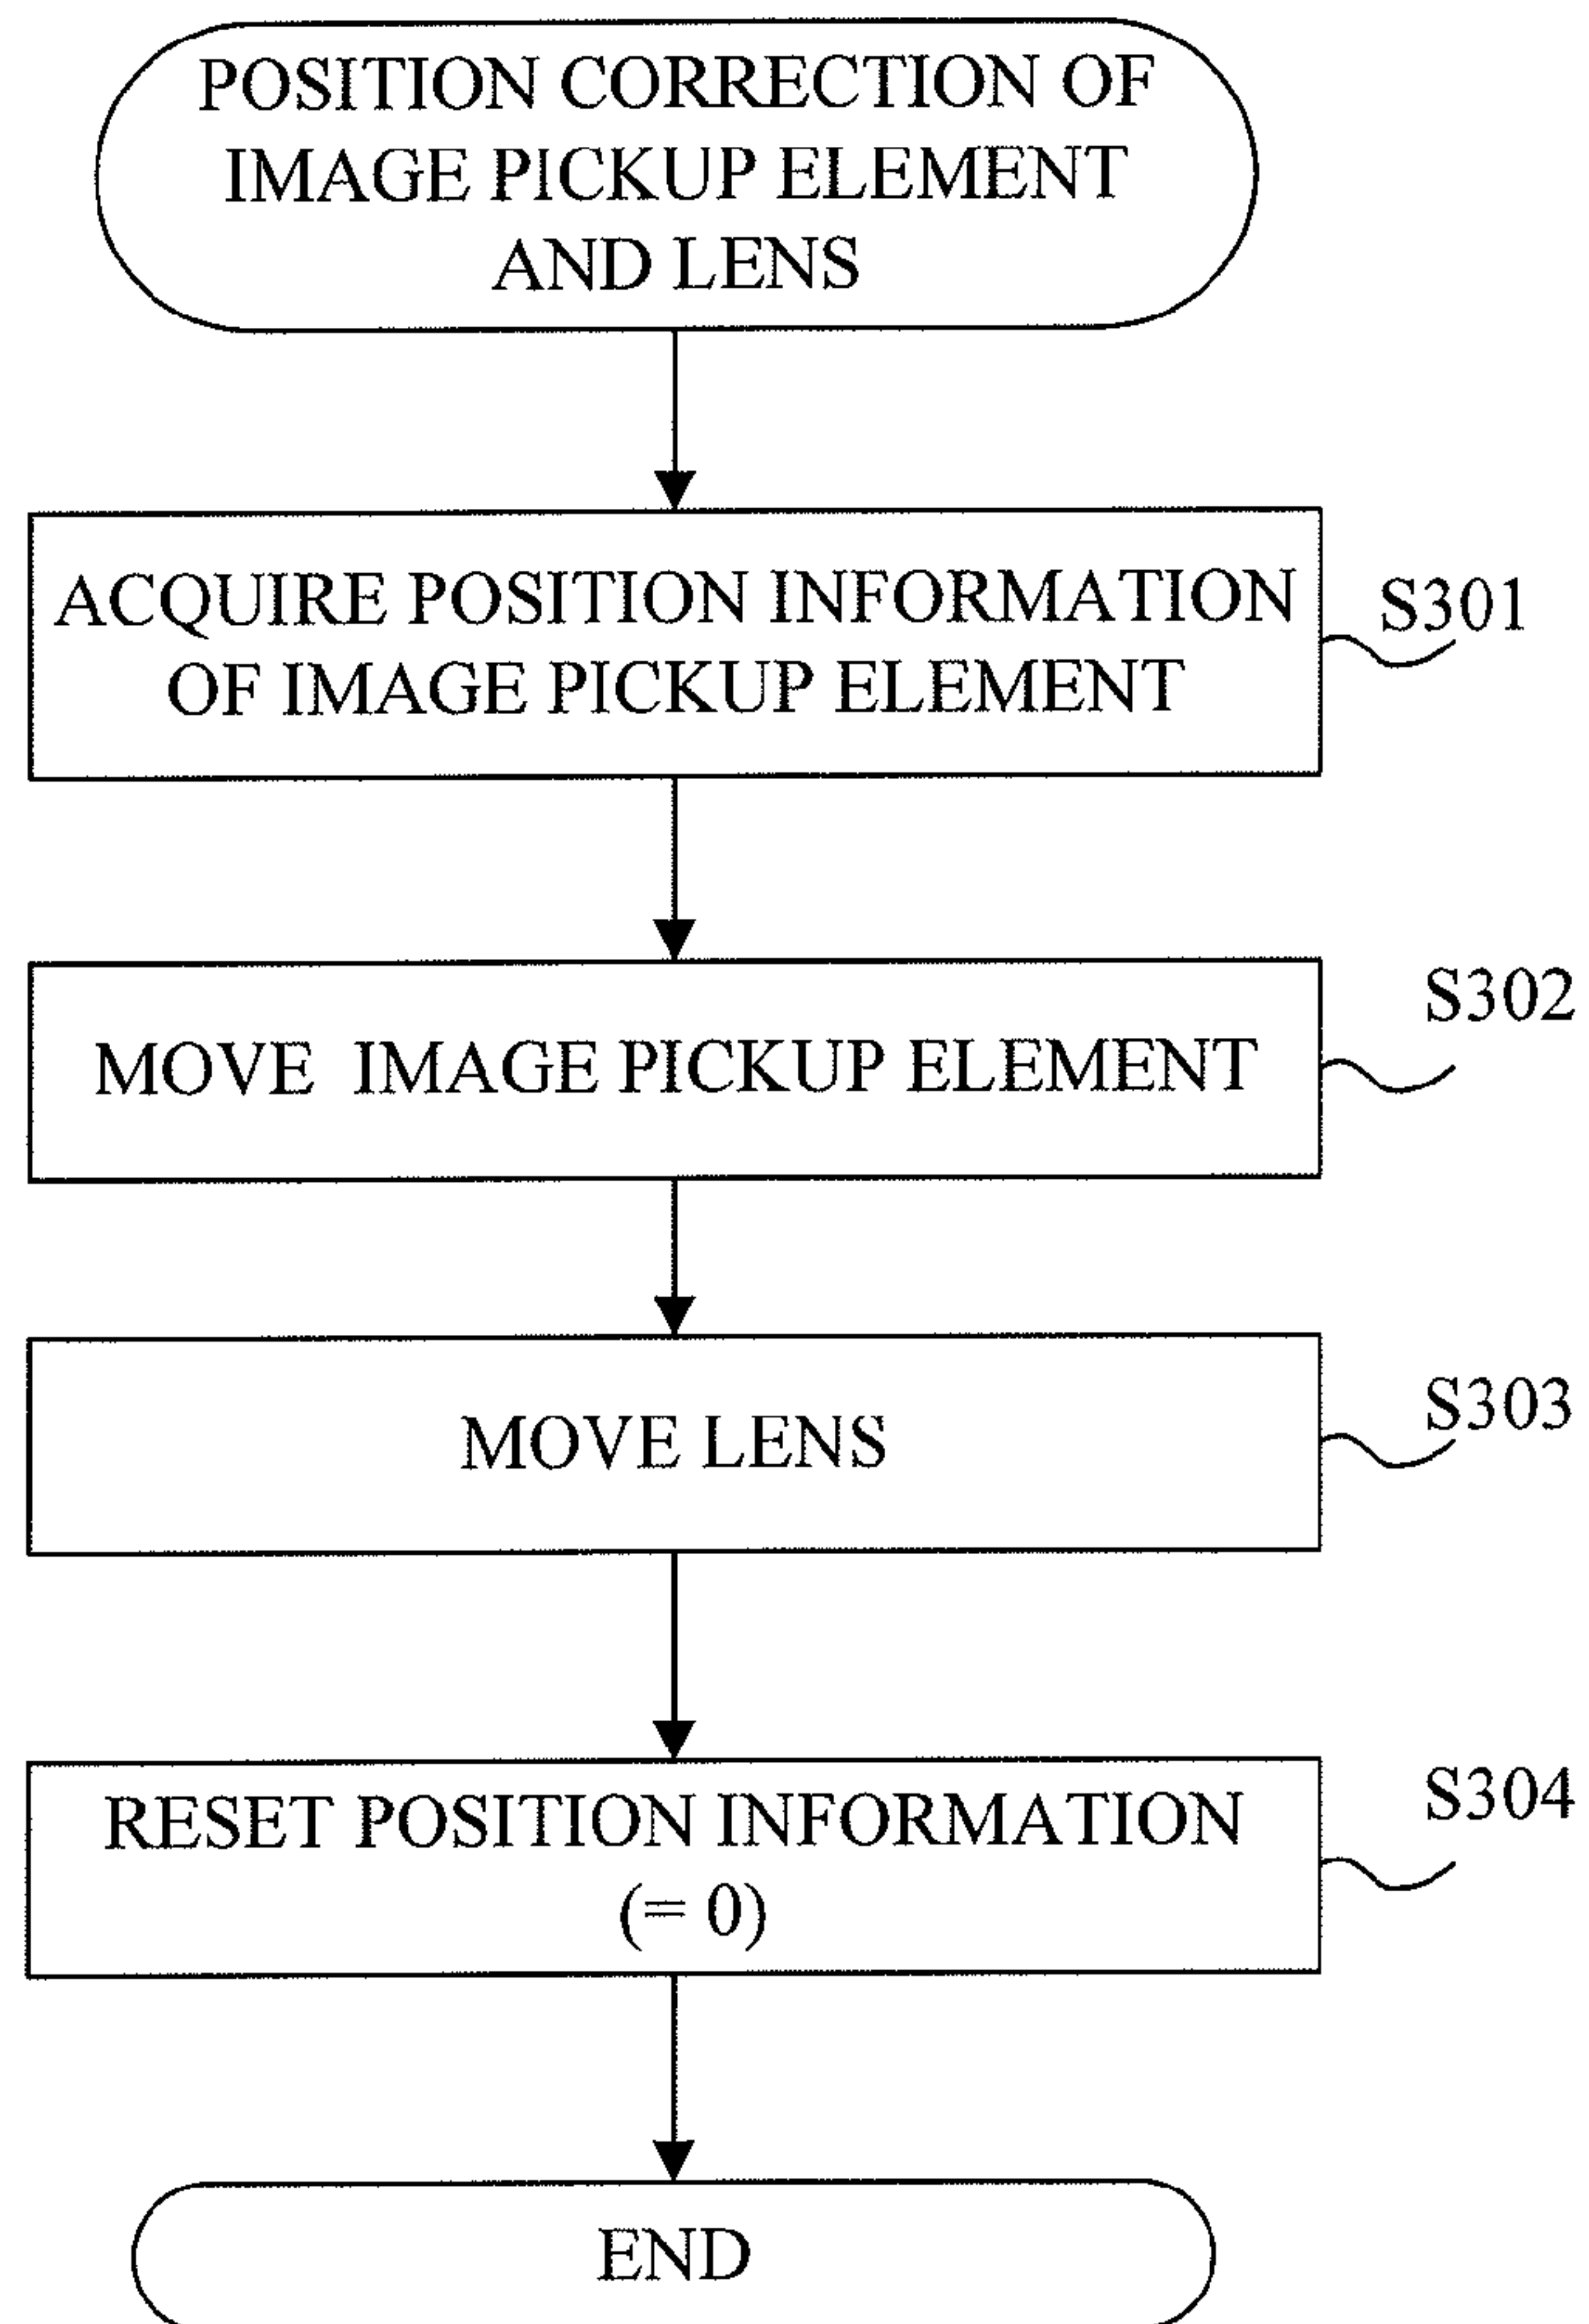 POSITION CORRECTION OF
IMAGE PICKUP ELEMENT
AND LENS
ACQUIRE POSITION INFORMATION
OF IMAGE PICKUP ELEMENT
S301
MOVE IMAGE PICKUP ELEMENT
S302
MOVE LENS
S303
RESET POSITION INFORMATION
(= 0)
S304
END